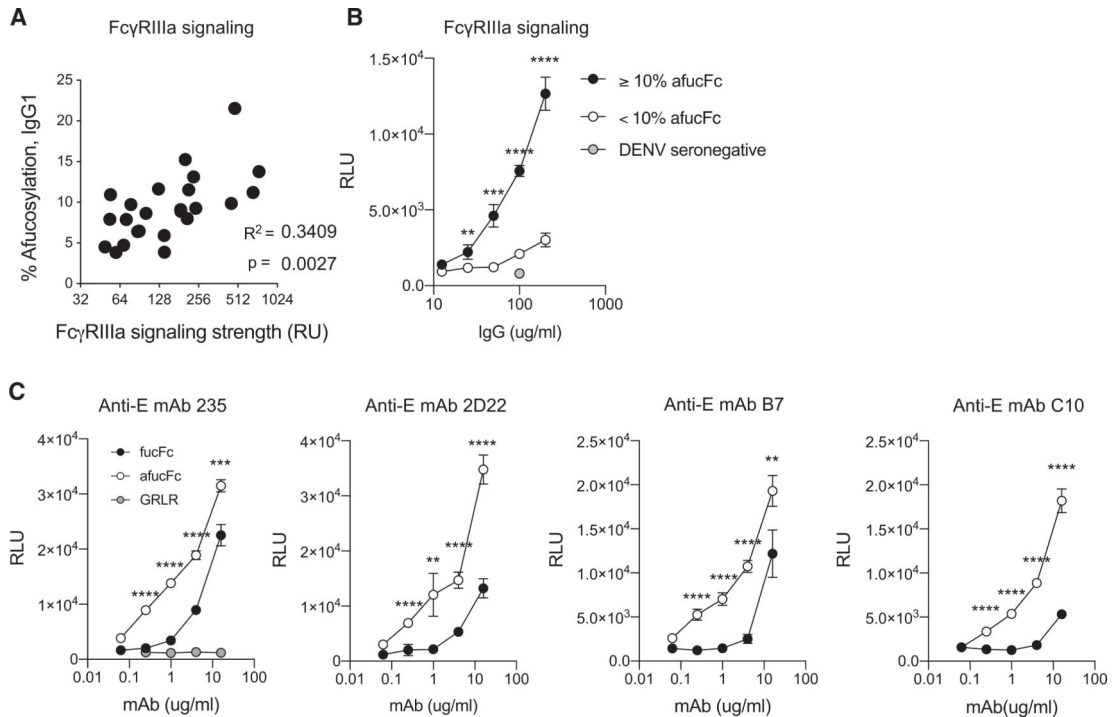 A
FcγRIIIa signaling
% Afucosylation, IgG1
25
20
15
10
5
0
R² = 0.3409
p = 0.0027
32 64 128 256 512 1024
FcγRIIIa signaling strength (RU)
B
FcγRIIIa signaling
RLU
1.5×10⁴
1.0×10⁴
5.0×10³
0.0
**
***
****
****
10 100 1000
IgG (ug/ml)
≥ 10% afucFc
< 10% afucFc
DENV seronegative
C
Anti-E mAb 235
RLU
4×10⁴
3×10⁴
2×10⁴
1×10⁴
0
fucFc
afucFc
GRLR
****
****
****
***
0.01 0.1 1 10 100
mAb (ug/ml)
Anti-E mAb 2D22
RLU
4×10⁴
3×10⁴
2×10⁴
1×10⁴
0
****
**
****
****
0.01 0.1 1 10 100
mAb (ug/ml)
Anti-E mAb B7
RLU
2.5×10⁴
2.0×10⁴
1.5×10⁴
1.0×10⁴
5.0×10³
0.0
****
****
****
**
0.01 0.1 1 10 100
mAb (ug/ml)
Anti-E mAb C10
RLU
2.5×10⁴
2.0×10⁴
1.5×10⁴
1.0×10⁴
5.0×10³
0.0
****
****
****
****
0.01 0.1 1 10 100
mAb(ug/ml)